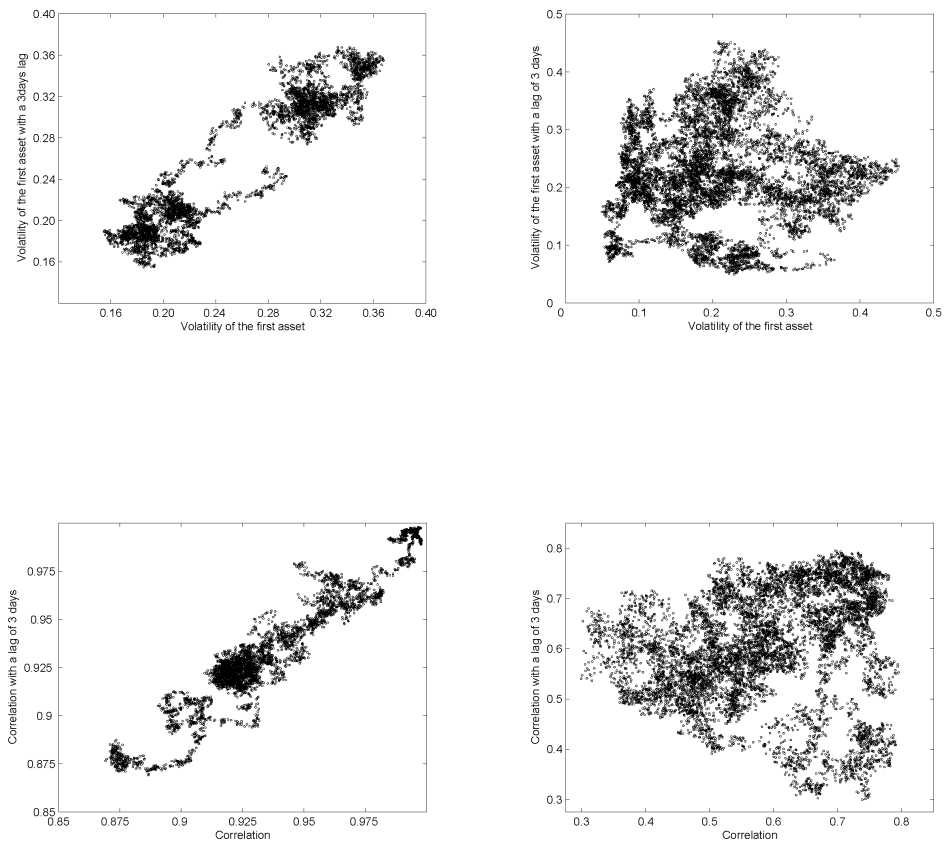 0.40
0.36
0.32
0.28
0.24
0.20
0.16
Volatility of the first asset with a 3days lag
0.16 0.20 0.24 0.28 0.32 0.36 0.40
Volatility of the first asset
0.5
0.4
0.3
0.2
0.1
0
Volatility of the first asset with a lag of 3 days
0 0.1 0.2 0.3 0.4 0.5
Volatility of the first asset
0.975
0.95
0.925
0.9
0.875
0.85
Correlation with a lag of 3 days
0.85 0.875 0.9 0.925 0.95 0.975
Correlation
0.8
0.7
0.6
0.5
0.4
0.3
Correlation with a lag of 3 days
0.3 0.4 0.5 0.6 0.7 0.8
Correlation